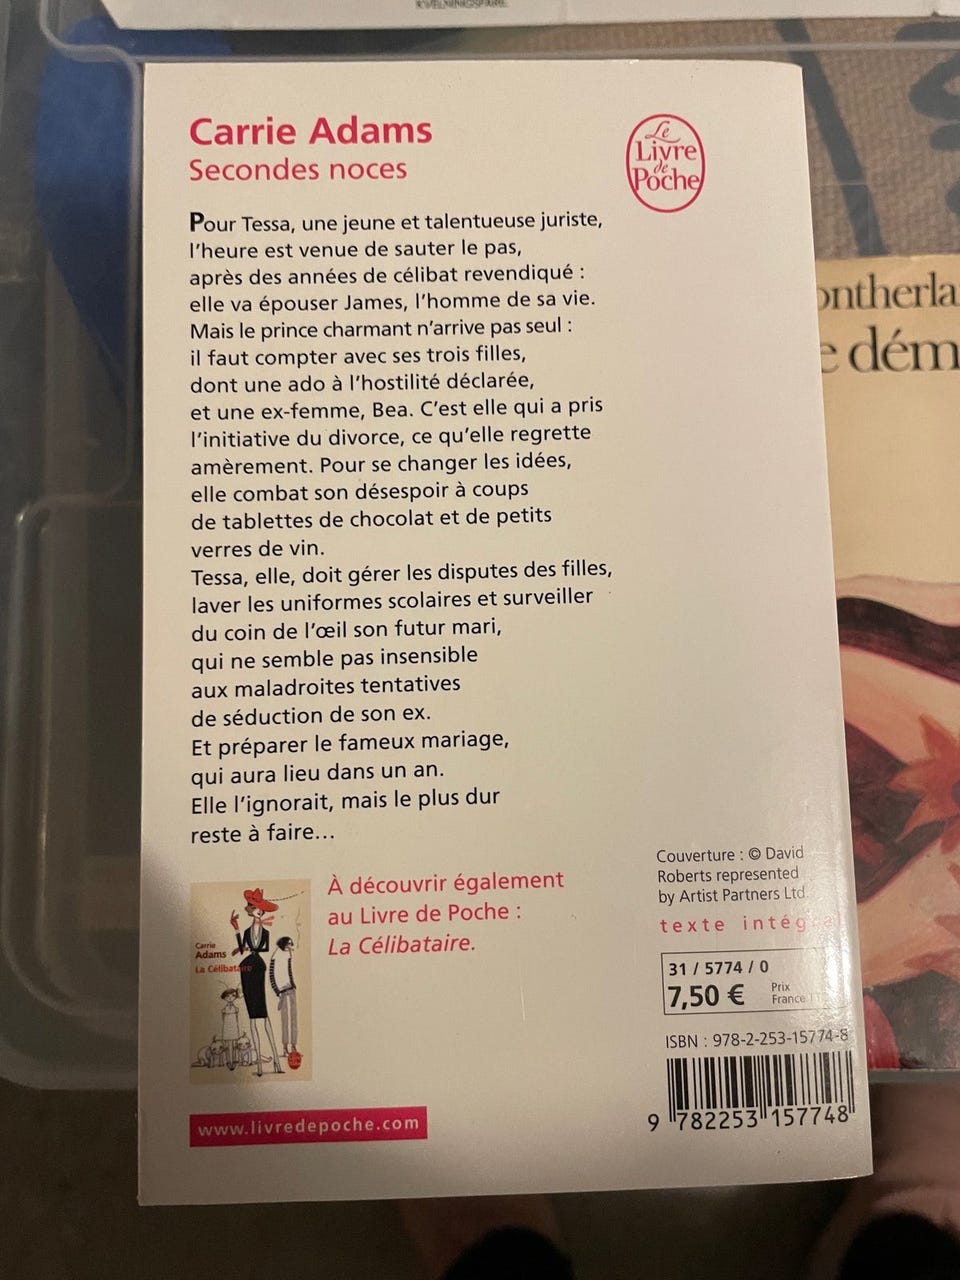 KVELNINGSFARE
Carrie Adams
Secondes noces
Le
Livre
de
Poche
Pour Tessa, une jeune et talentueuse juriste,
l'heure est venue de sauter le pas,
après des années de célibat revendiqué :
elle va épouser James, l'homme de sa vie.
Mais le prince charmant n'arrive pas seul :
il faut compter avec ses trois filles,
dont une ado à l'hostilité déclarée,
et une ex-femme, Bea. C'est elle qui a pris
l'initiative du divorce, ce qu'elle regrette
amèrement. Pour se changer les idées,
elle combat son désespoir à coups
de tablettes de chocolat et de petits
verres de vin.
Tessa, elle, doit gérer les disputes des filles,
laver les uniformes scolaires et surveiller
du coin de l'œil son futur mari,
qui ne semble pas insensible
aux maladroites tentatives
de séduction de son ex.
Et préparer le fameux mariage,
qui aura lieu dans un an.
Elle l'ignorait, mais le plus dur
reste à faire…
À découvrir également
au Livre de Poche :
La Célibataire.
Carrie
Adams
La Célibataire
www.livredepoche.com
Couverture : © David
Roberts represented
by Artist Partners Ltd.
texte intégral
31 / 5774 / 0
7,50 €
Prix
France TTC
ISBN : 978-2-253-15774-8
9 782253 157748
ontherla
e dém